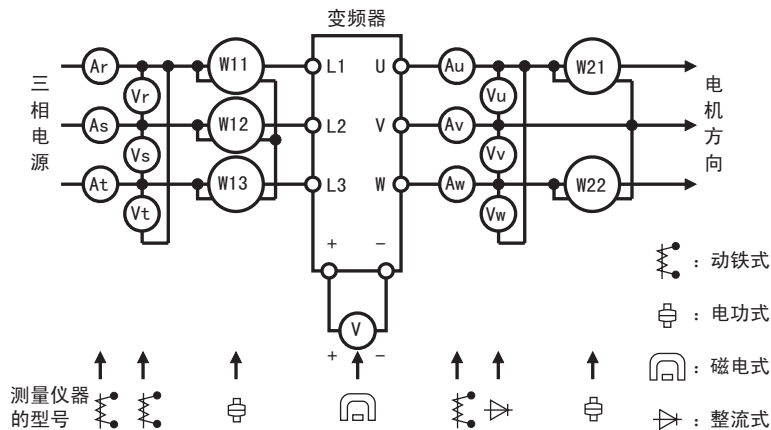 变频器
三相电源
Ar
W11
L1
U
Au
W21
Vr
Vu
As
W12
L2
V
Av
Vs
Vv
At
W13
L3
W
Aw
W22
Vt
Vw
电机方向
+ −
V
+ −
：动铁式
：电功式
：磁电式
：整流式
测量仪器
的型号